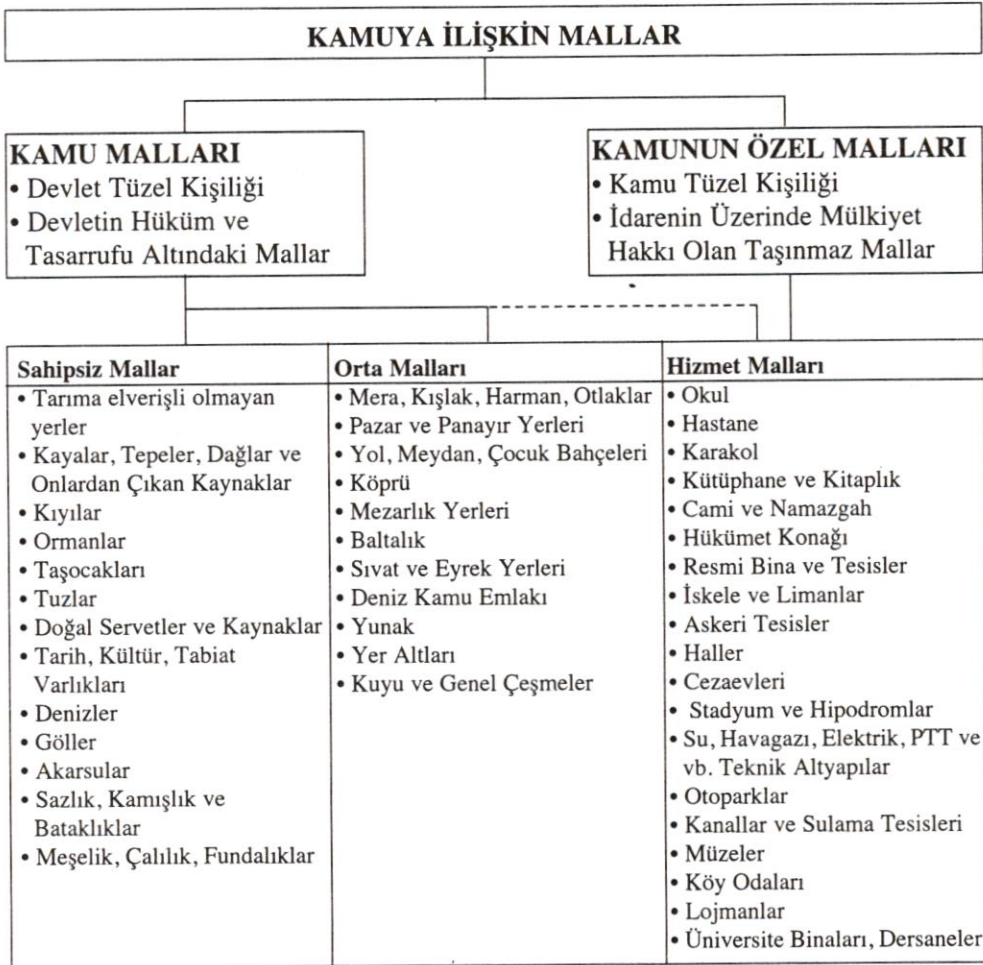 KAMUYA İLİŞKİN MALLAR
KAMU MALLARI
• Devlet Tüzel Kişiliği
• Devletin Hüküm ve
Tasarrufu Altındaki Mallar
KAMUNUN ÖZEL MALLARI
• Kamu Tüzel Kişiliği
• İdarenin Üzerinde Mülkiyet
Hakkı Olan Taşınmaz Mallar
Sahipsiz Mallar
• Tarıma elverişli olmayan
yerler
• Kayalar, Tepeler, Dağlar ve
Onlardan Çıkan Kaynaklar
• Kıyılar
• Ormanlar
• Taşocakları
• Tuzlar
• Doğal Servetler ve Kaynaklar
• Tarih, Kültür, Tabiat
Varlıkları
• Denizler
• Göller
• Akarsular
• Sazlık, Kamışlık ve
Bataklıklar
• Meşelik, Çalılık, Fundalıklar
Orta Malları
• Mera, Kışlak, Harman, Otlaklar
• Pazar ve Panayır Yerleri
• Yol, Meydan, Çocuk Bahçeleri
• Köprü
• Mezarlık Yerleri
• Baltalık
• Sıvat ve Eyrek Yerleri
• Deniz Kamu Emlakı
• Yunak
• Yer Altları
• Kuyu ve Genel Çeşmeler
Hizmet Malları
• Okul
• Hastane
• Karakol
• Kütüphane ve Kitaplık
• Cami ve Namazgah
• Hükümet Konağı
• Resmi Bina ve Tesisler
• İskele ve Limanlar
• Askeri Tesisler
• Haller
• Cezaevleri
• Stadyum ve Hipodromlar
• Su, Havagazı, Elektrik, PTT ve
vb. Teknik Altyapılar
• Otoparklar
• Kanallar ve Sulama Tesisleri
• Müzeler
• Köy Odaları
• Lojmanlar
• Üniversite Binaları, Dersaneler